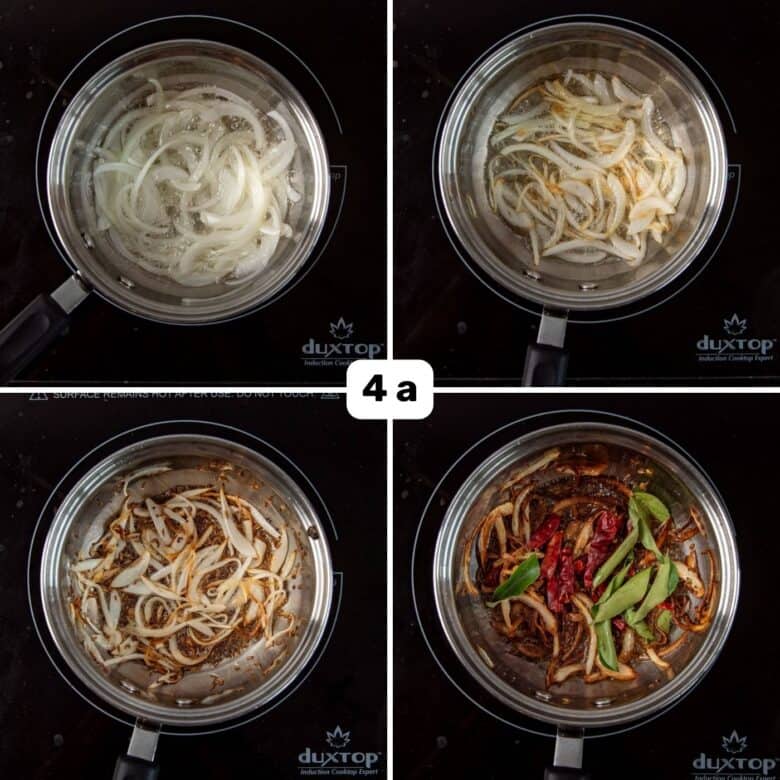 duxtop
Induction Cooktop Expert
duxtop
Induction Cooktop Expert
4 a
SURFACE REMAINS HOT AFTER USE. DO NOT TOUCH.
duxtop
Induction Cooktop Expert
duxtop
Induction Cooktop Expert